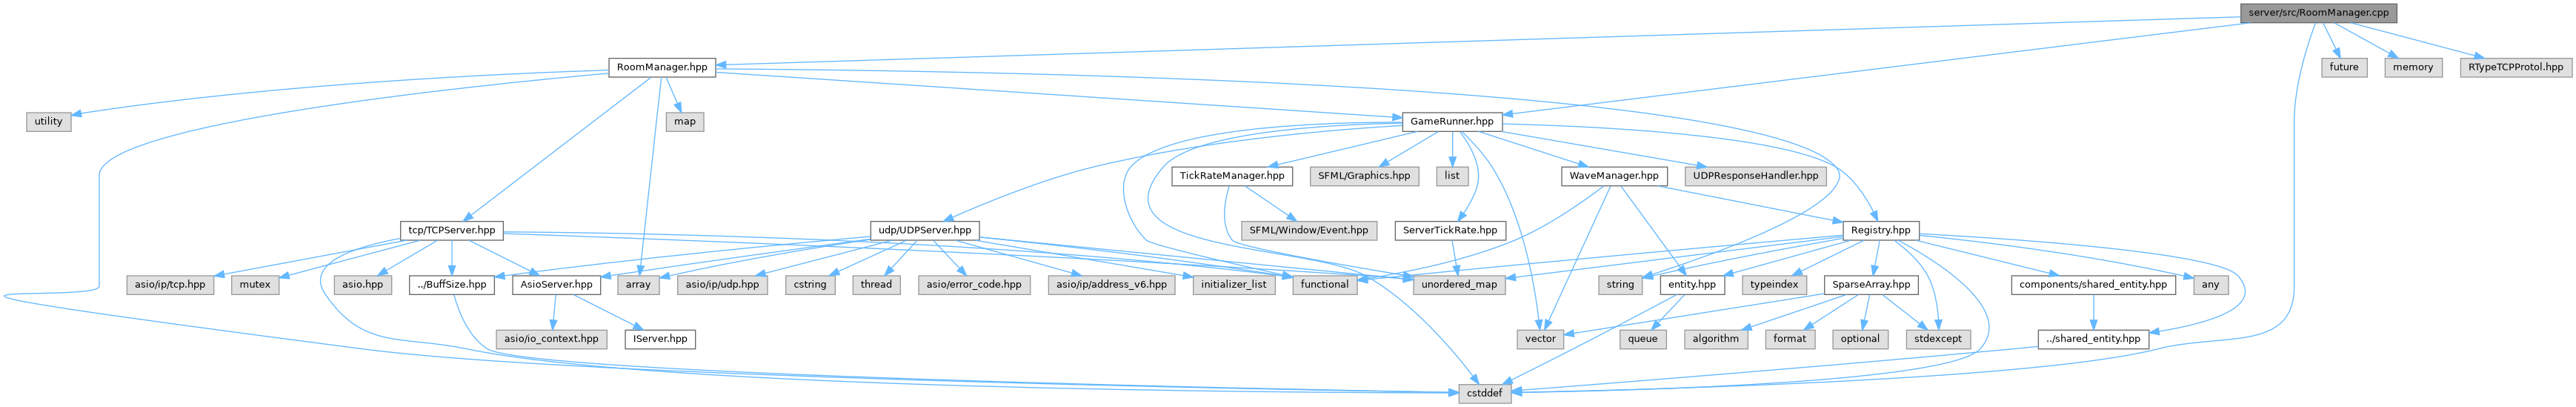 server/src/RoomManager.cpp
RoomManager.hpp
future
memory
RTypeTCPProtol.hpp
utility
map
GameRunner.hpp
TickRateManager.hpp
SFML/Graphics.hpp
list
WaveManager.hpp
UDPResponseHandler.hpp
tcp/TCPServer.hpp
udp/UDPServer.hpp
SFML/Window/Event.hpp
ServerTickRate.hpp
Registry.hpp
asio/ip/tcp.hpp
mutex
asio.hpp
../BuffSize.hpp
AsioServer.hpp
array
asio/ip/udp.hpp
cstring
thread
asio/error_code.hpp
asio/ip/address_v6.hpp
initializer_list
functional
unordered_map
string
entity.hpp
typeindex
SparseArray.hpp
components/shared_entity.hpp
any
asio/io_context.hpp
IServer.hpp
vector
queue
algorithm
format
optional
stdexcept
../shared_entity.hpp
cstddef